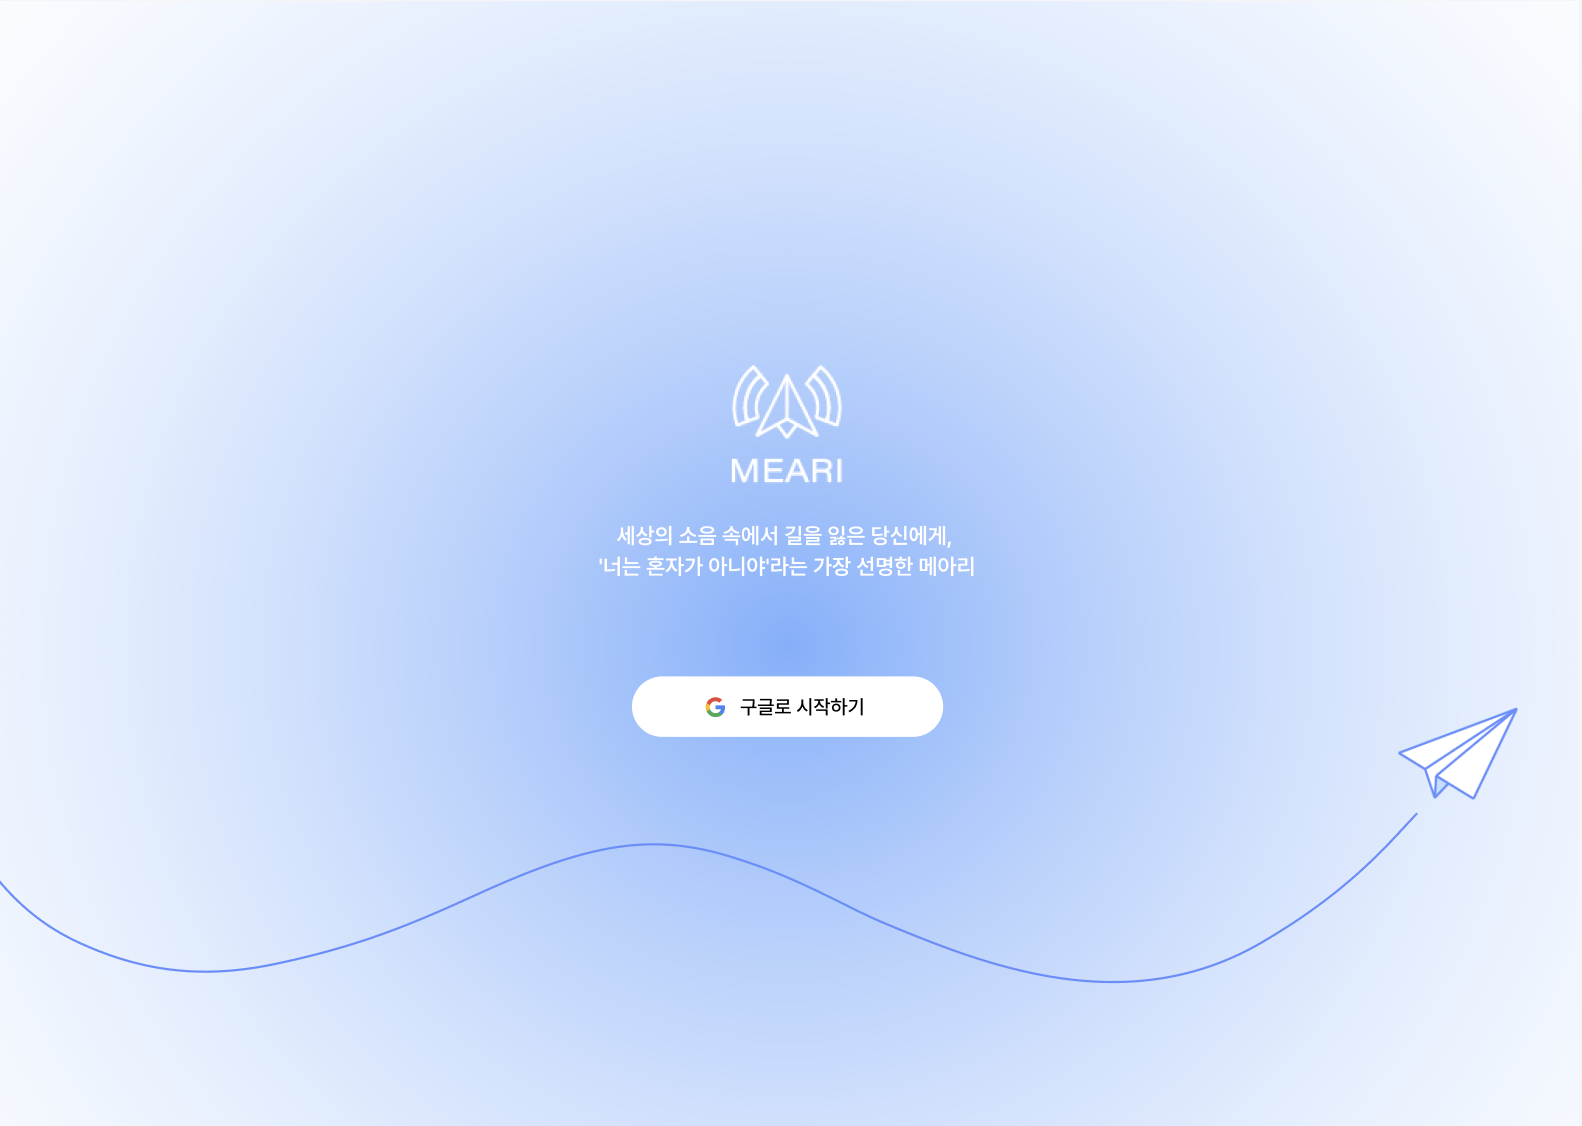 MEARI
세상의 소음 속에서 길을 잃은 당신에게,
'너는 혼자가 아니야'라는 가장 선명한 메아리
구글로 시작하기